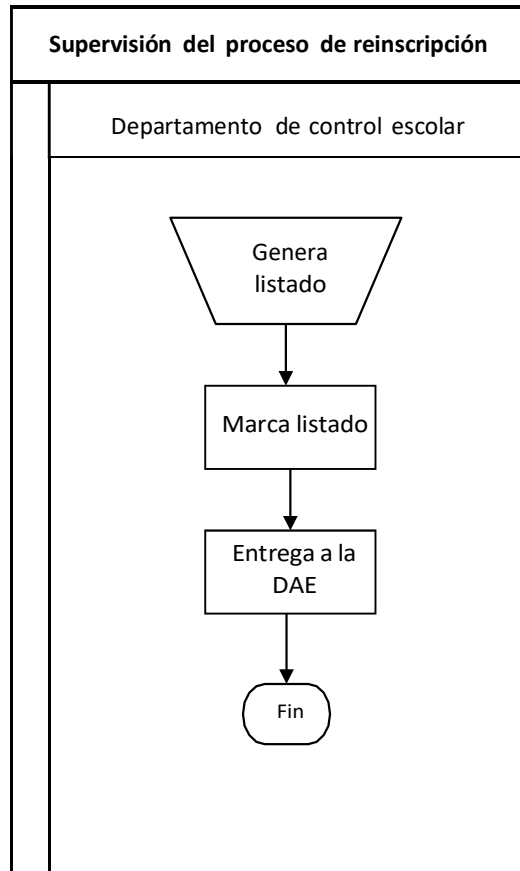 Supervisión del proceso de reinscripción
Departamento de control escolar
Genera
listado
Marca listado
Entrega a la
DAE
Fin